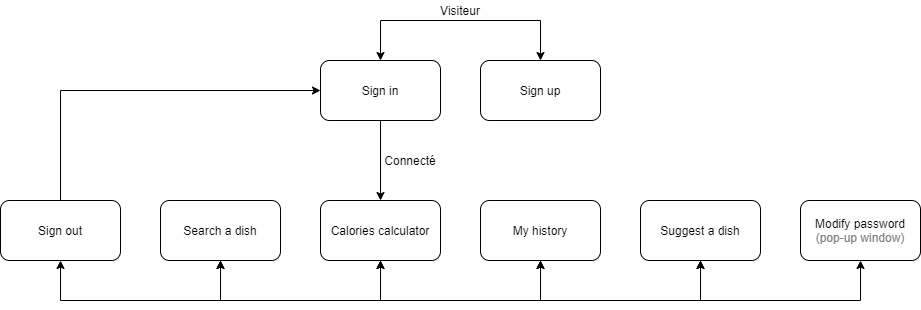 Visiteur
Sign in
Sign up
Connecté
Sign out
Search a dish
Calories calculator
My history
Suggest a dish
Modify password
(pop-up window)